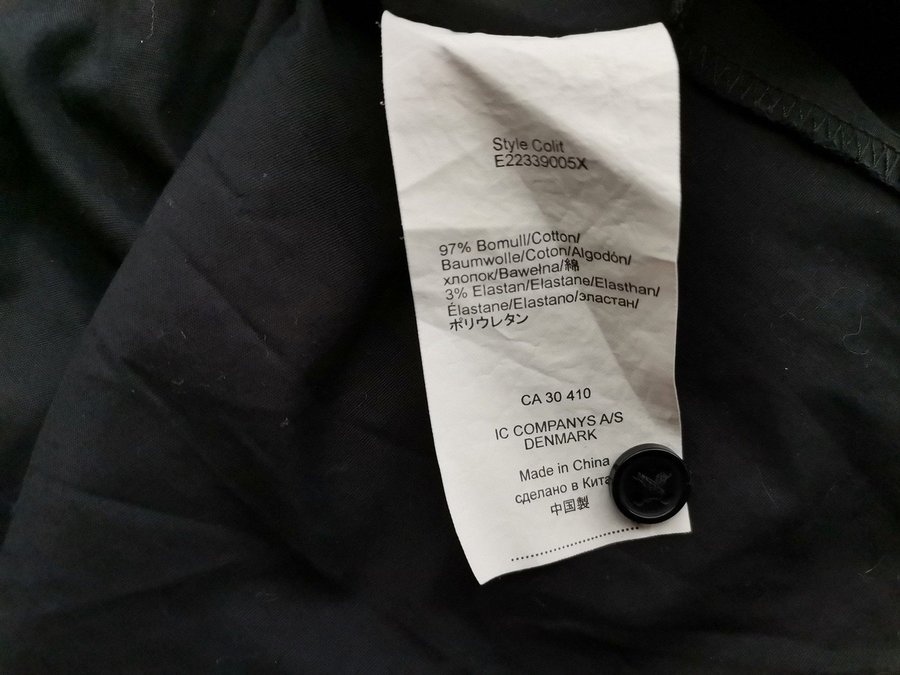 Style Colit
E22339005X
97% Bomull/Cotton/
Baumwolle/Coton/Algodón/
хлопок/Bawełna/綿
3% Elastan/Elastane/Elasthan/
Élastane/Elastano/эластан/
ポリウレタン
CA 30 410
IC COMPANYS A/S
DENMARK
Made in China
сделано в
中国製